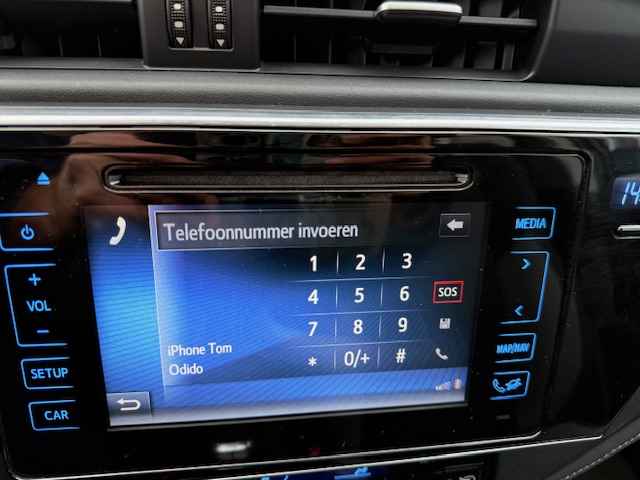 Telefoonnummer invoeren
MEDIA
14
1 2 3
4 5 6 SOS
7 8 9
* 0/+ #
iPhone Tom
Odido
+
VOL
-
SETUP
CAR
>
<
MAP/NAV